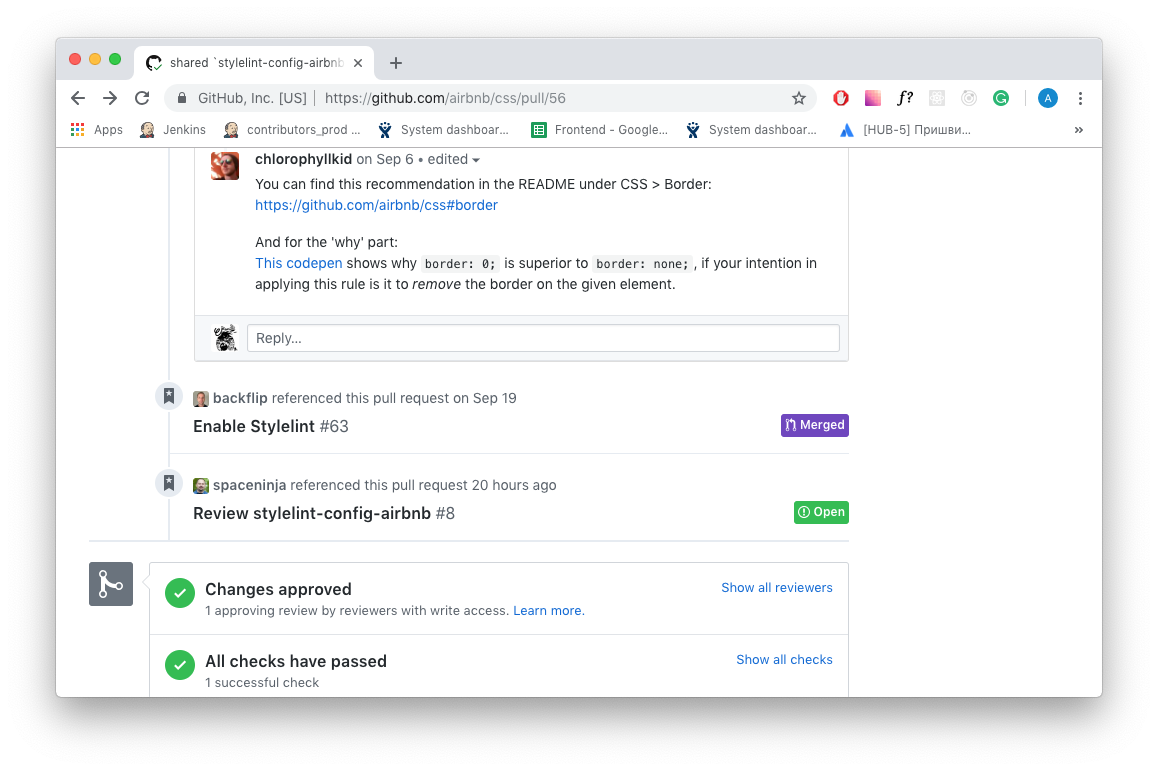 shared `stylelint-config-airbnb
GitHub, Inc. [US] | https://github.com/airbnb/css/pull/56
f?
A
Apps Jenkins contributors_prod ... System dashboar... Frontend - Google... System dashboar... [HUB-5] Пришви... »
chlorophyllkid on Sep 6 • edited
You can find this recommendation in the README under CSS > Border:
https://github.com/airbnb/css#border
And for the 'why' part:
This codepen shows why border: 0; is superior to border: none; , if your intention in
applying this rule is it to remove the border on the given element.
Reply...
backflip referenced this pull request on Sep 19
Enable Stylelint #63
Merged
spaceninja referenced this pull request 20 hours ago
Review stylelint-config-airbnb #8
Open
Changes approved
Show all reviewers
1 approving review by reviewers with write access. Learn more.
All checks have passed
Show all checks
1 successful check